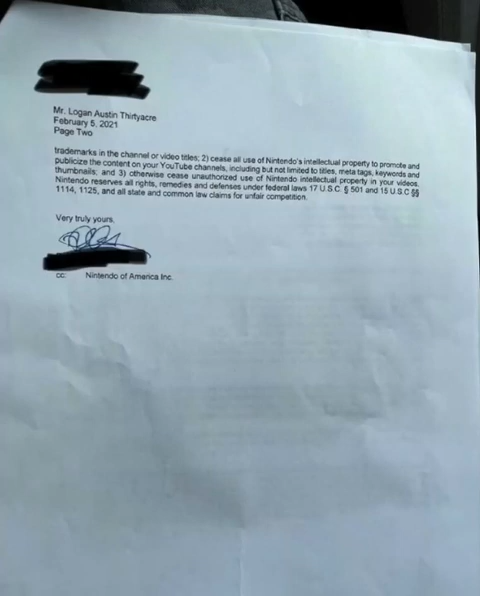 Mr. Logan Austin Thirtyacre
February 5, 2021
Page Two
trademarks in the channel or video titles; 2) cease all use of Nintendo's intellectual property to promote and
publicize the content on your YouTube channels, including but not limited to titles, meta tags, keywords and
thumbnails; and 3) otherwise cease unauthorized use of Nintendo intellectual property in your videos.
Nintendo reserves all rights, remedies and defenses under federal laws 17 U.S.C. § 501 and 15 U.S.C §§
1114, 1125, and all state and common law claims for unfair competition.
Very truly yours,
cc: Nintendo of America Inc.